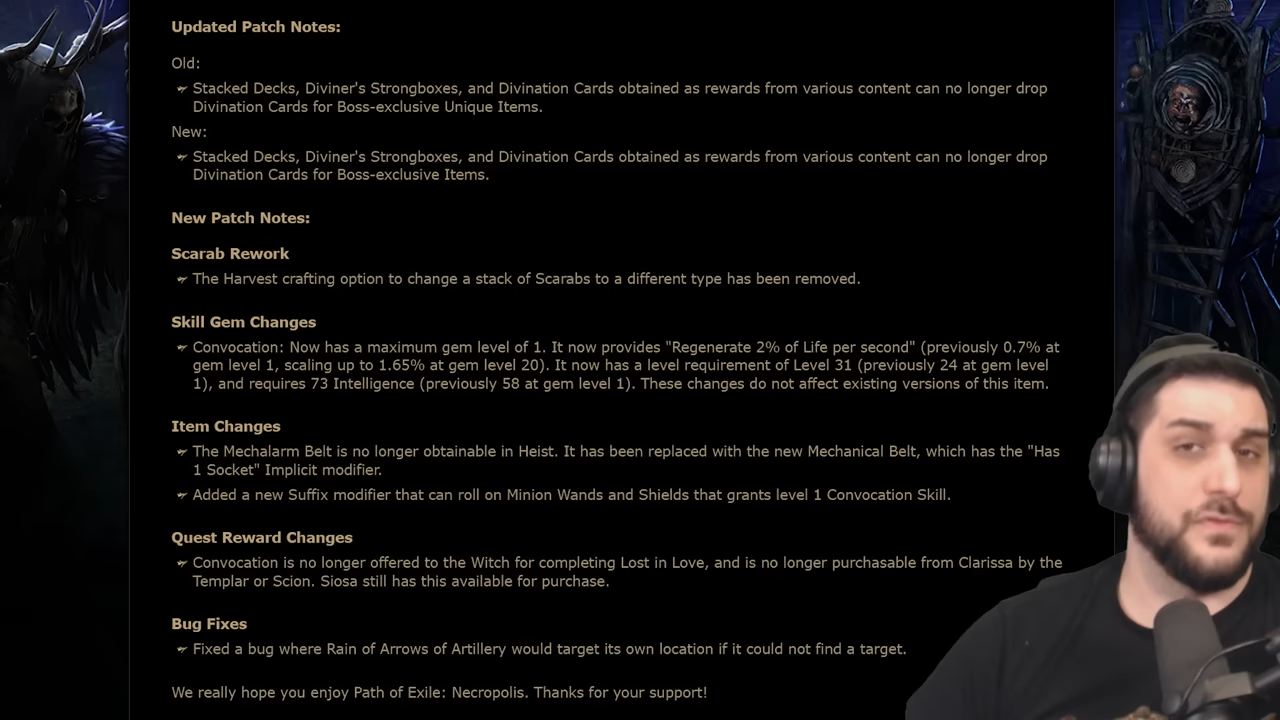 Updated Patch Notes:
Old:
Stacked Decks, Diviner's Strongboxes, and Divination Cards obtained as rewards from various content can no longer drop
Divination Cards for Boss-exclusive Unique Items.
New:
Stacked Decks, Diviner's Strongboxes, and Divination Cards obtained as rewards from various content can no longer drop
Divination Cards for Boss-exclusive Items.
New Patch Notes:
Scarab Rework
The Harvest crafting option to change a stack of Scarabs to a different type has been removed.
Skill Gem Changes
Convocation: Now has a maximum gem level of 1. It now provides "Regenerate 2% of Life per second" (previously 0.7% at
gem level 1, scaling up to 1.65% at gem level 20). It now has a level requirement of Level 31 (previously 24 at gem level
1), and requires 73 Intelligence (previously 58 at gem level 1). These changes do not affect existing versions of this item.
Item Changes
The Mechalarm Belt is no longer obtainable in Heist. It has been replaced with the new Mechanical Belt, which has the "Has
1 Socket" Implicit modifier.
Added a new Suffix modifier that can roll on Minion Wands and Shields that grants level 1 Convocation Skill.
Quest Reward Changes
Convocation is no longer offered to the Witch for completing Lost in Love, and is no longer purchasable from Clarissa by the
Templar or Scion. Siosa still has this available for purchase.
Bug Fixes
Fixed a bug where Rain of Arrows of Artillery would target its own location if it could not find a target.
We really hope you enjoy Path of Exile: Necropolis. Thanks for your support!